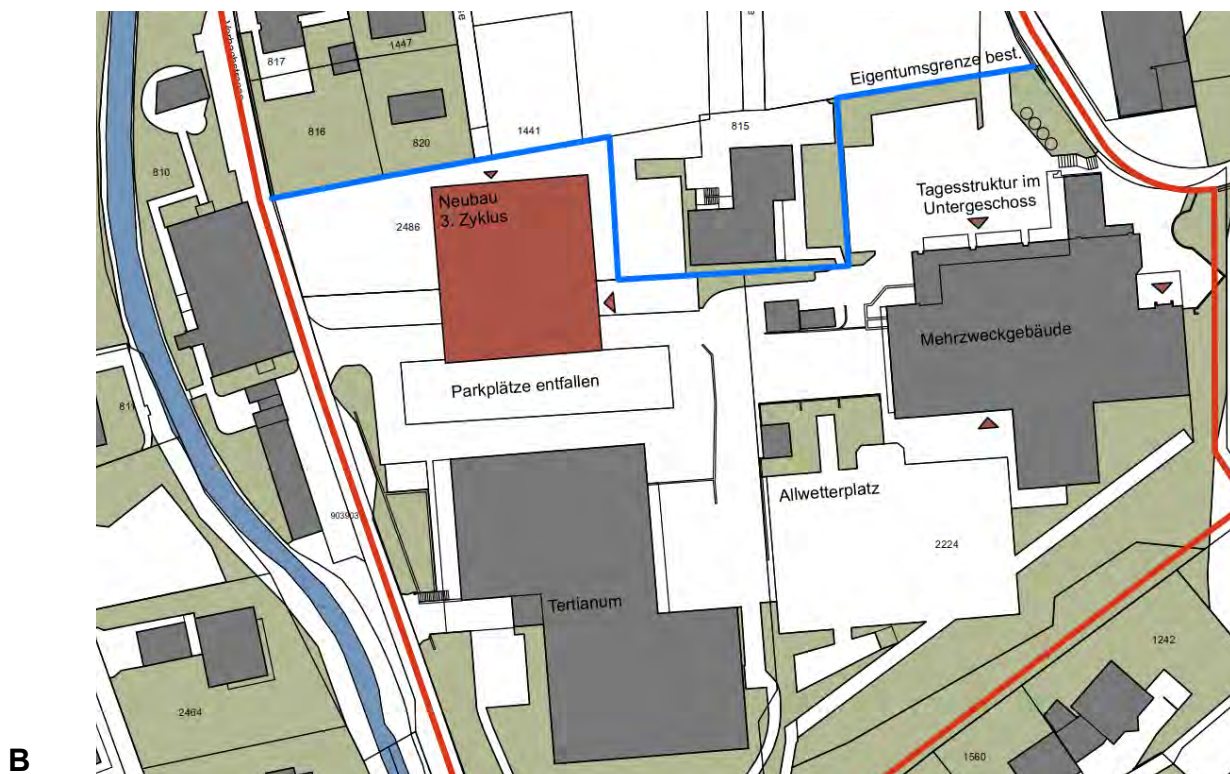 817
1447
816
820
1441
815
Eigentumsgrenze best.
810
Neubau
3. Zyklus
2486
Tagesstruktur im
Untergeschoss
Mehrzweckgebäude
Parkplätze entfallen
811
Allwetterplatz
903903
2224
Tertianum
1242
2464
1560
B